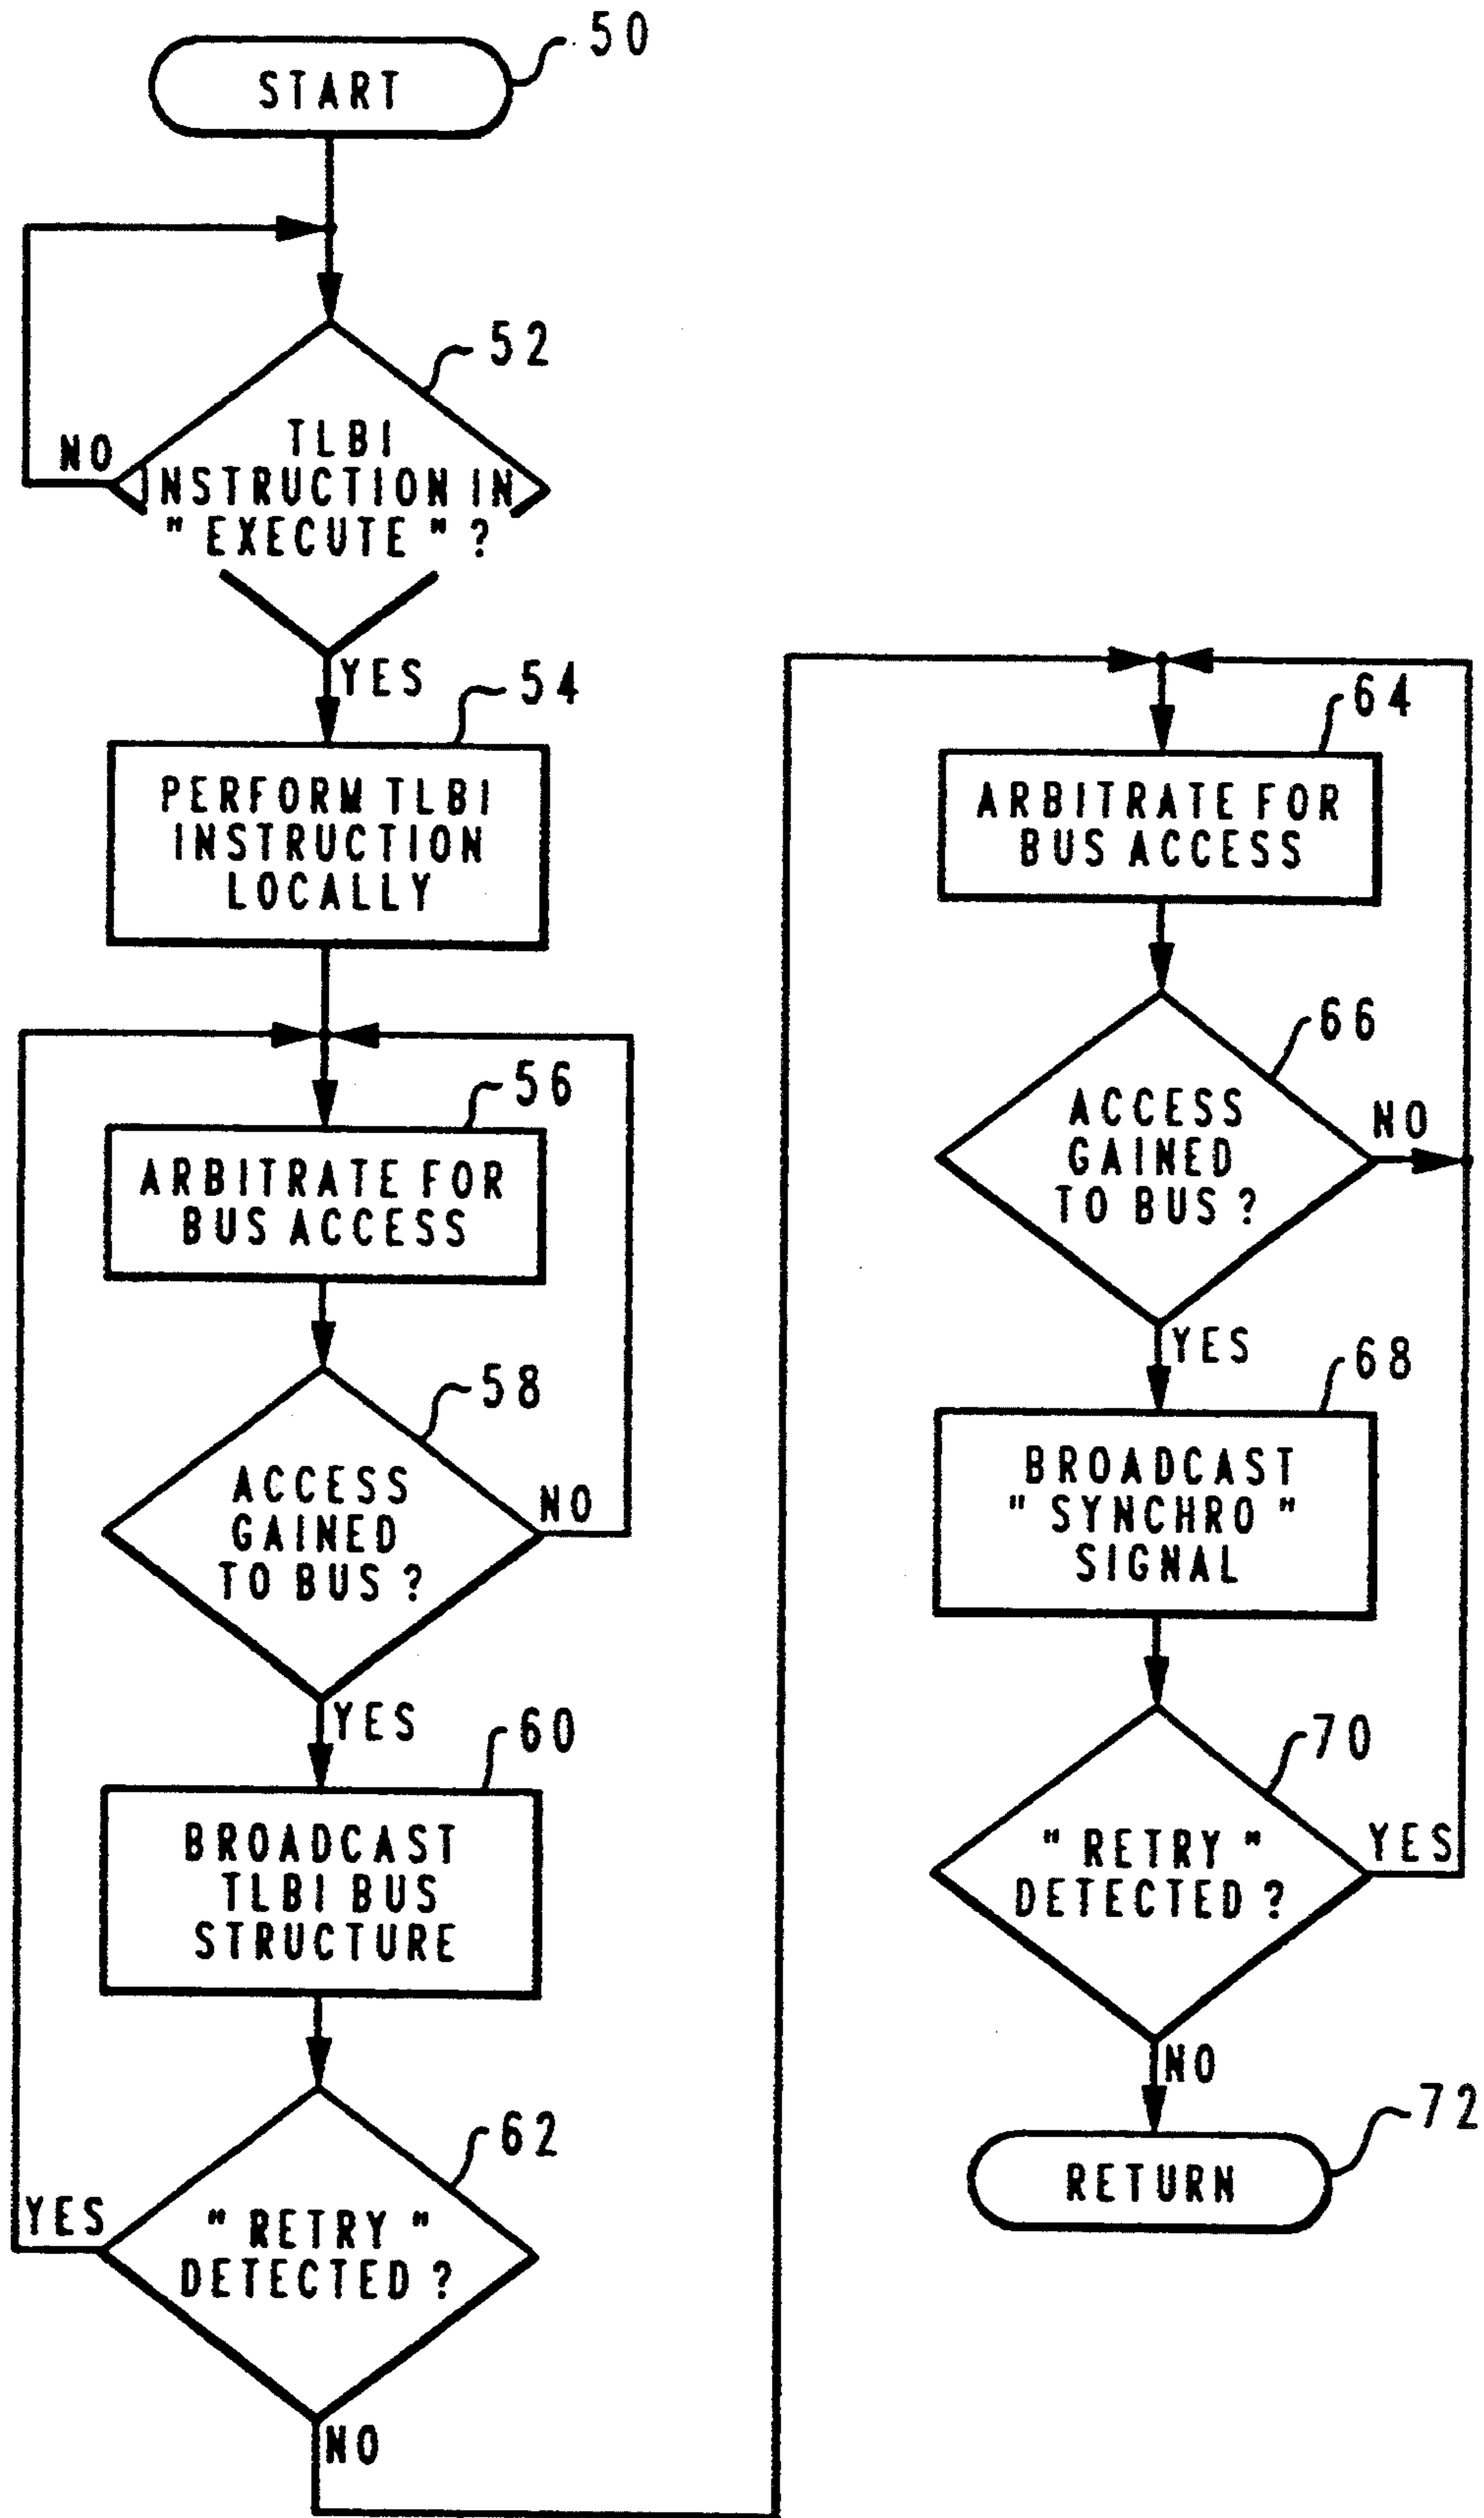 START
50
52
TLBI
INSTRUCTION IN
"EXECUTE"?
NO
YES
54
PERFORM TLBI
INSTRUCTION
LOCALLY
56
ARBITRATE FOR
BUS ACCESS
58
ACCESS
GAINED
TO BUS?
NO
YES
60
BROADCAST
TLBI BUS
STRUCTURE
62
"RETRY"
DETECTED?
YES
NO
64
ARBITRATE FOR
BUS ACCESS
66
ACCESS
GAINED
TO BUS?
NO
YES
68
BROADCAST
"SYNCHRO"
SIGNAL
70
"RETRY"
DETECTED?
YES
NO
72
RETURN